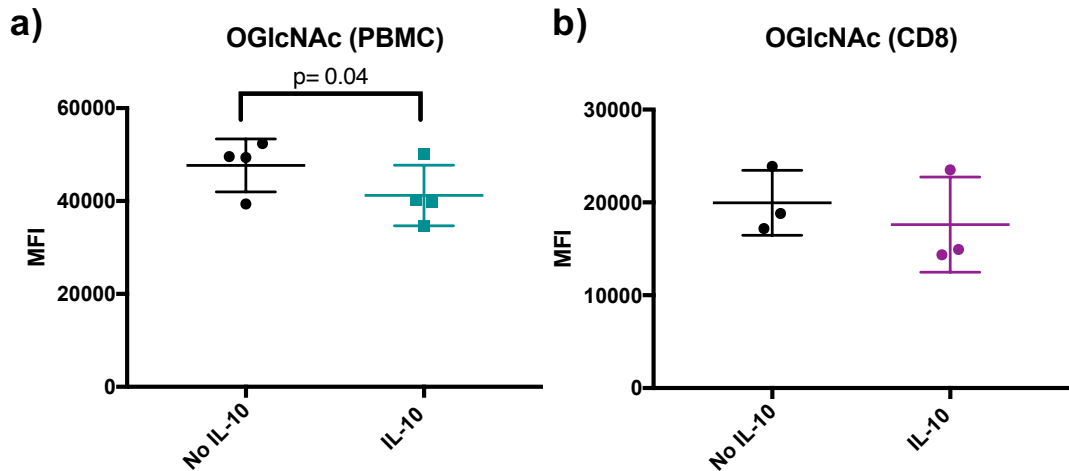 a)
OGlcNAc (PBMC)
p= 0.04
60000
40000
20000
0
MFI
No IL-10
IL-10
b)
OGlcNAc (CD8)
30000
20000
10000
0
MFI
No IL-10
IL-10